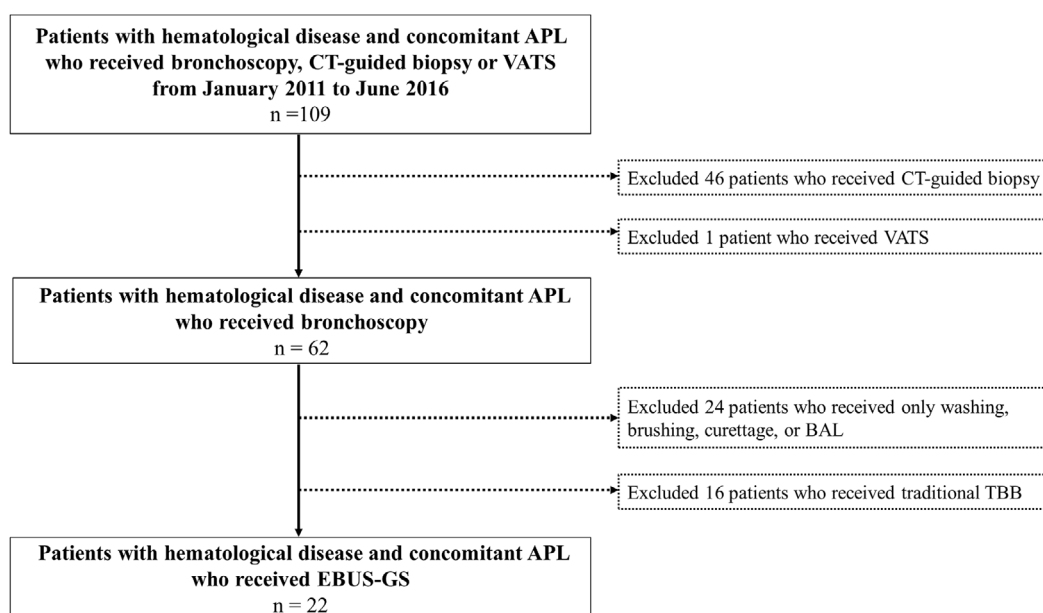 Patients with hematological disease and concomitant APL
who received bronchoscopy, CT-guided biopsy or VATS
from January 2011 to June 2016
n =109
Excluded 46 patients who received CT-guided biopsy
Excluded 1 patient who received VATS
Patients with hematological disease and concomitant APL
who received bronchoscopy
n = 62
Excluded 24 patients who received only washing,
brushing, curettage, or BAL
Excluded 16 patients who received traditional TBB
Patients with hematological disease and concomitant APL
who received EBUS-GS
n = 22